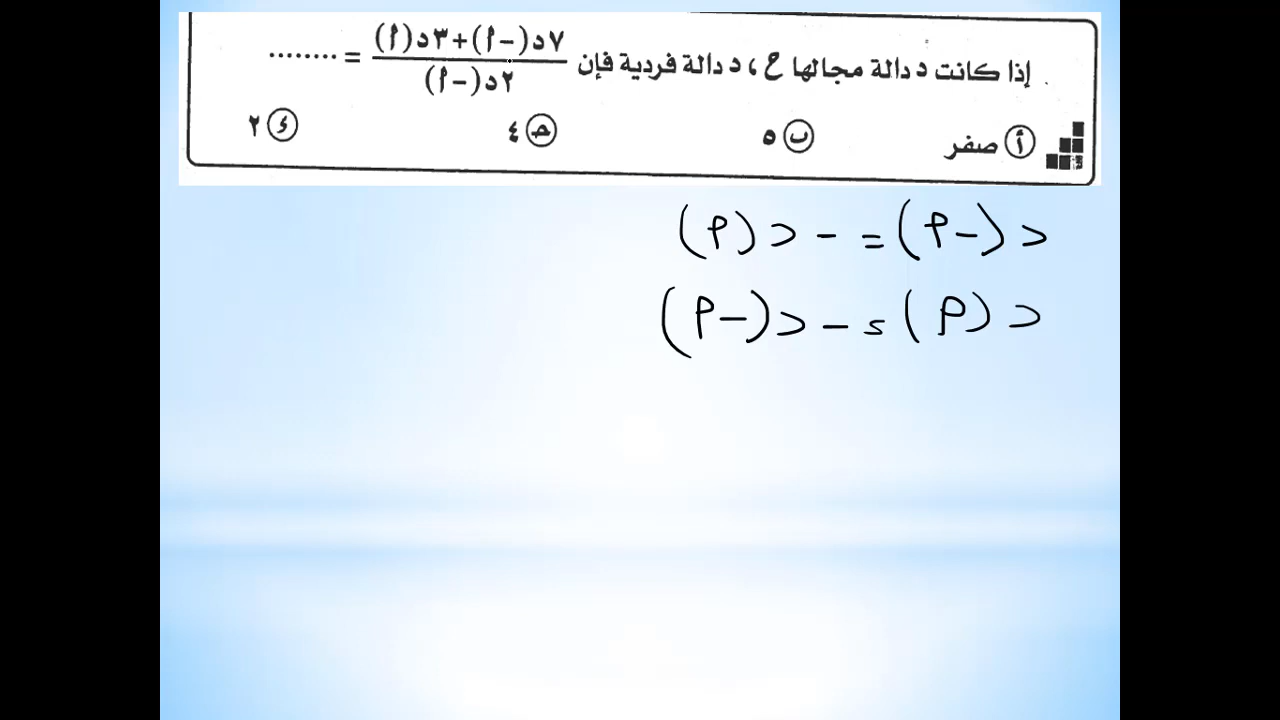 إذا كانت د دالة مجالها ع ، د دالة فردية فإن ٧د(-أ)+٣د(أ) / ٢د(-أ) = ........
أ صفر ب ٥ ج ٤ د ٢
د(-أ) = - د(أ)
د(أ) = - د(-أ)